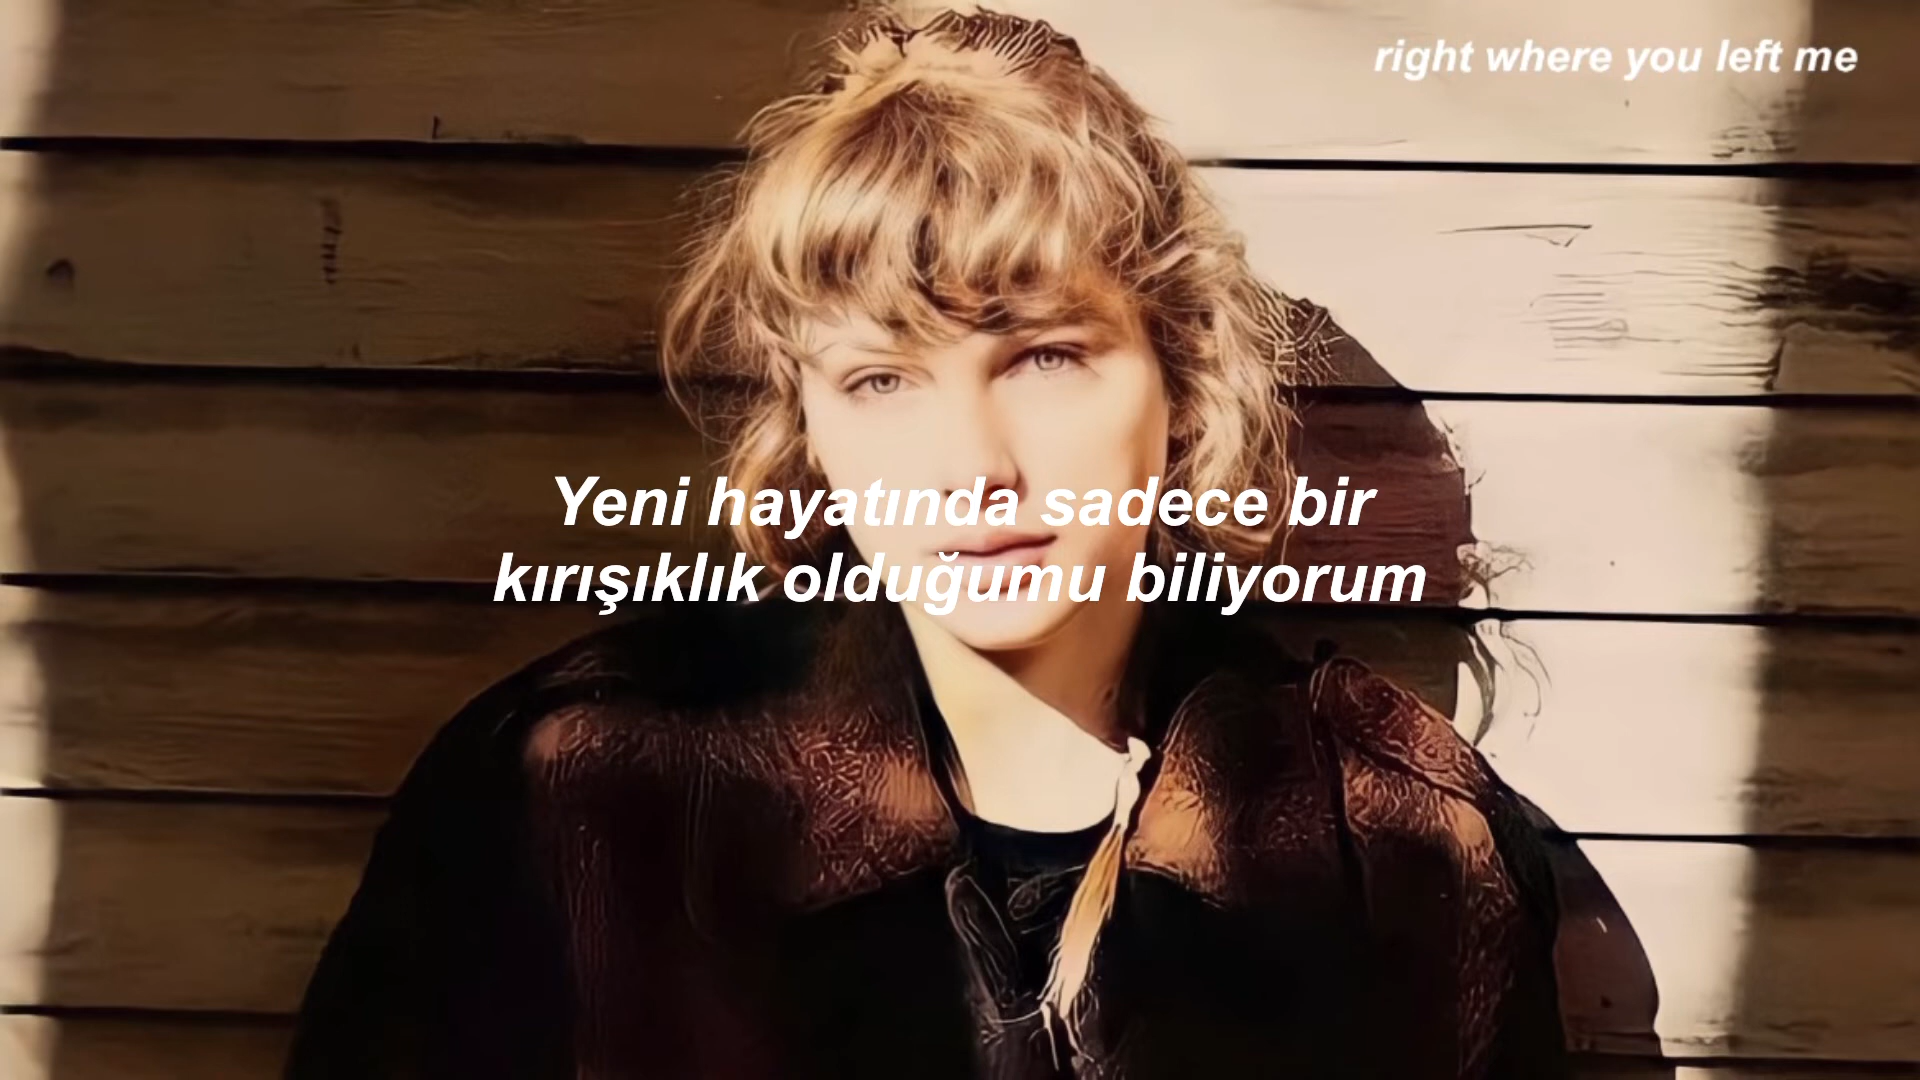 right where you left me
Yeni hayatında sadece bir
kırışıklık olduğumu biliyorum